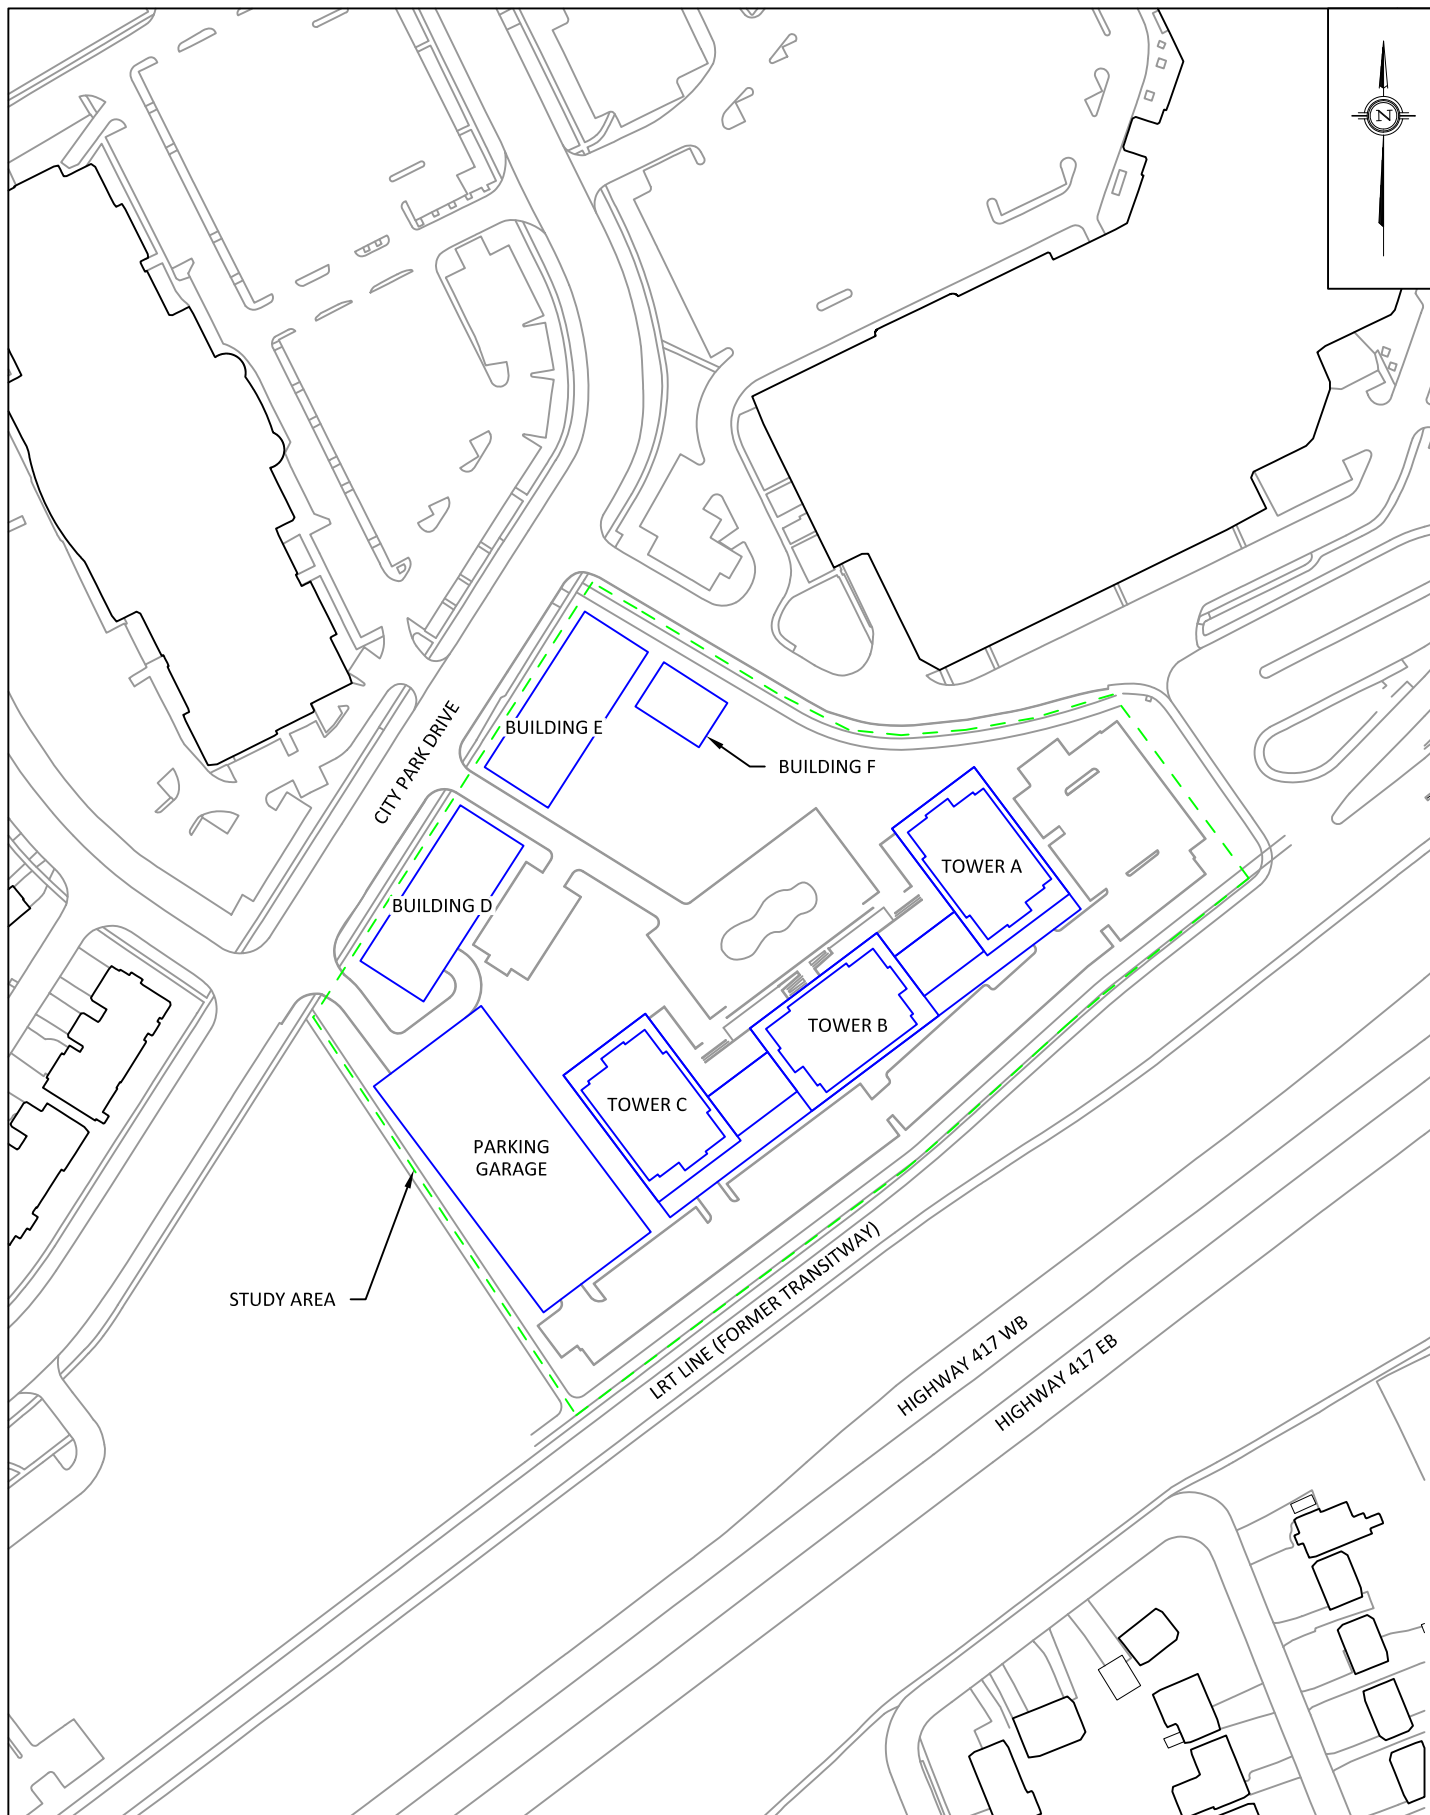 N
BUILDING E
CITY PARK DRIVE
BUILDING F
TOWER A
BUILDING D
TOWER B
TOWER C
PARKING
GARAGE
STUDY AREA
LRT LINE (FORMER TRANSITWAY)
HIGHWAY 417 WB
HIGHWAY 417 EB